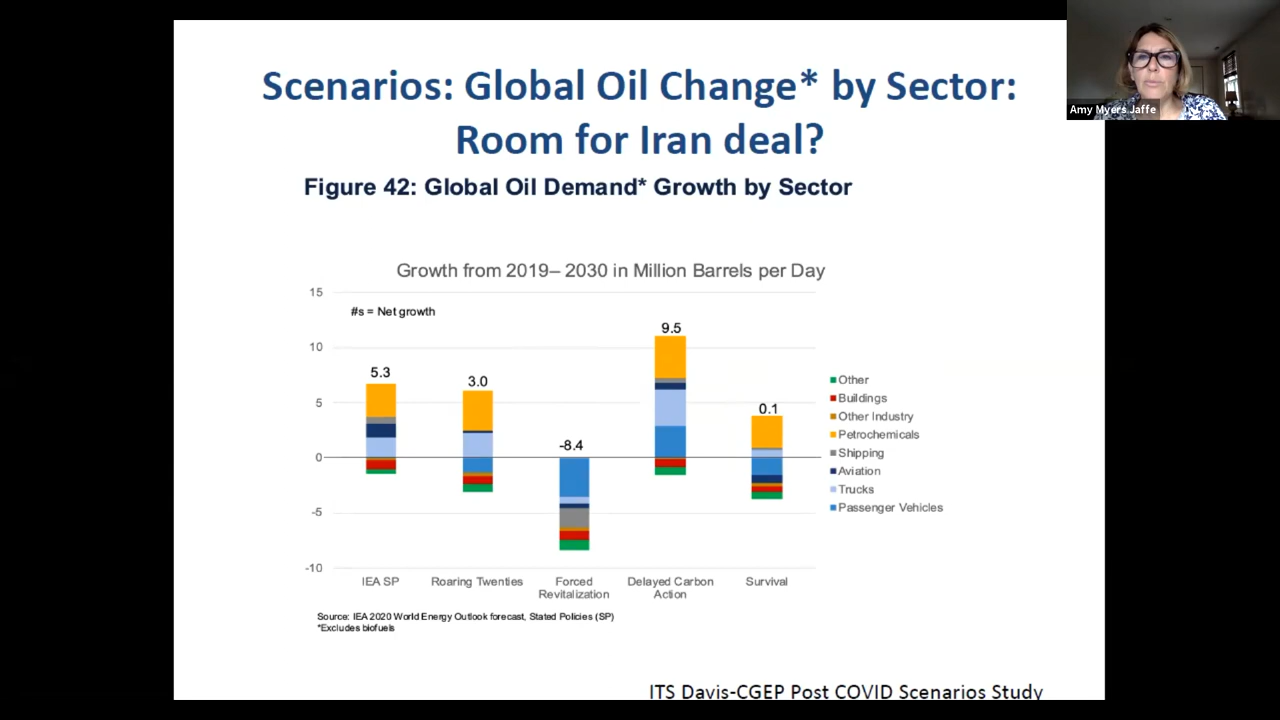 Scenarios: Global Oil Change* by Sector:
Room for Iran deal?
Amy Myers Jaffe
Figure 42: Global Oil Demand* Growth by Sector
Growth from 2019– 2030 in Million Barrels per Day
#s = Net growth
15
10
5
0
-5
-10
5.3
3.0
-8.4
9.5
0.1
Other
Buildings
Other Industry
Petrochemicals
Shipping
Aviation
Trucks
Passenger Vehicles
IEA SP
Roaring Twenties
Forced
Revitalization
Delayed Carbon
Action
Survival
Source: IEA 2020 World Energy Outlook forecast, Stated Policies (SP)
*Excludes biofuels
ITS Davis-CGEP Post COVID Scenarios Study